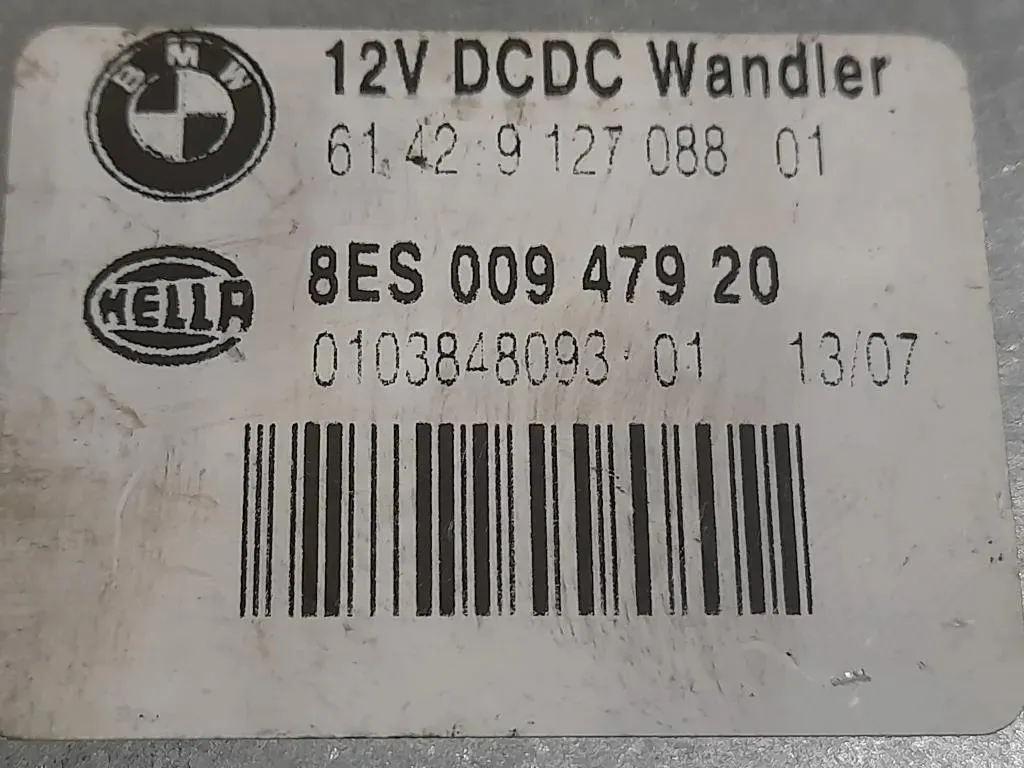 BMW
12V DCDC Wandler
61.42 9 127 088 01
HELLA
8ES 009 479 20
0103848093 01 13/07